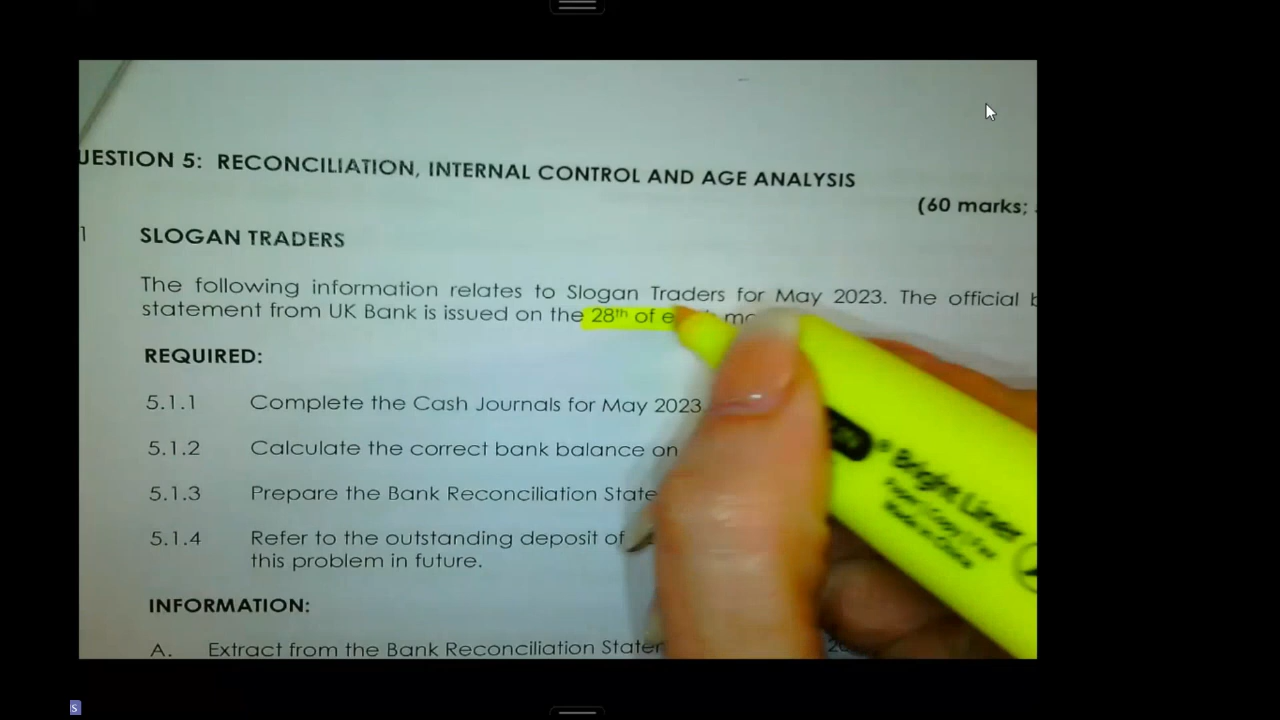 UESTION 5: RECONCILIATION, INTERNAL CONTROL AND AGE ANALYSIS
(60 marks;
1 SLOGAN TRADERS
The following information relates to Slogan Traders for May 2023. The official b
statement from UK Bank is issued on the 28th of e
REQUIRED:
5.1.1 Complete the Cash Journals for May 2023
5.1.2 Calculate the correct bank balance on
5.1.3 Prepare the Bank Reconciliation State
5.1.4 Refer to the outstanding deposit of
this problem in future.
INFORMATION:
A. Extract from the Bank Reconciliation Stater
Bright Liner
s